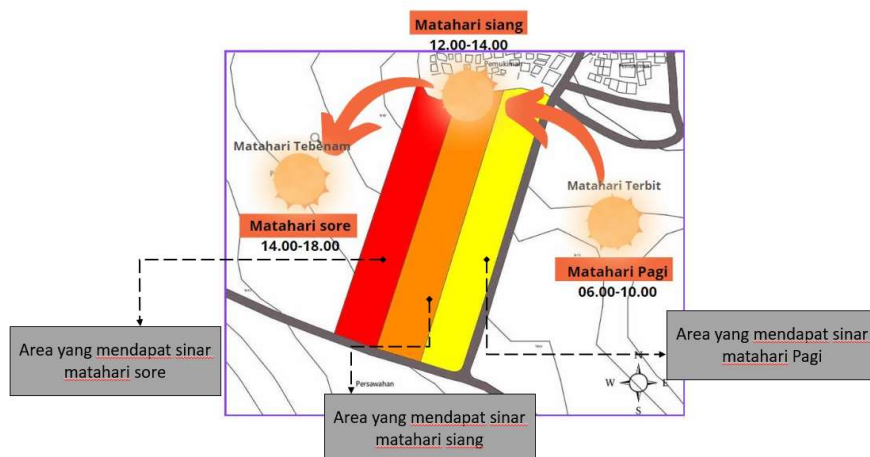 Matahari siang
12.00-14.00
Pemukiman
Matahari Tebenam
Matahari Terbit
Matahari sore
14.00-18.00
Matahari Pagi
06.00-10.00
Area yang mendapat sinar
matahari sore
Area yang mendapat sinar
matahari Pagi
N
W
E
S
Persawahan
Area yang mendapat sinar
matahari siang